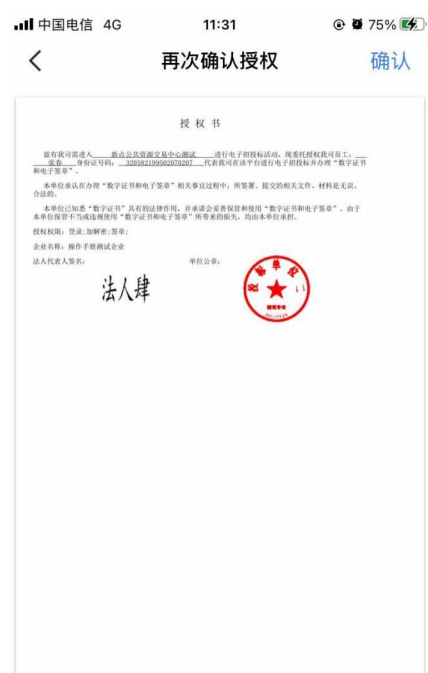 中国电信 4G 11:31 75%
再次确认授权 确认
授 权 书
兹有我司需进入 新点公共资源交易中心测试 进行电子招投标活动,现委托授权我司员工:
张春 身份证号码: 320582199502070207 代表我司在该平台进行电子招投标并办理“数字证书
和电子签章”。
本单位承认在办理“数字证书和电子签章”相关事宜过程中,所签署、提交的相关文件、材料是无误、
合法的。
本单位已知悉“数字证书”具有的法律作用,并承诺会妥善保管和使用“数字证书和电子签章”。由于
本单位保管不当或违规使用“数字证书和电子签章”所带来的损失,均由本单位承担。
授权权限:登录;加解密;签章;
企业名称:操作手册测试企业
法人代表人签名: 单位公章:
法人肆
投标单位